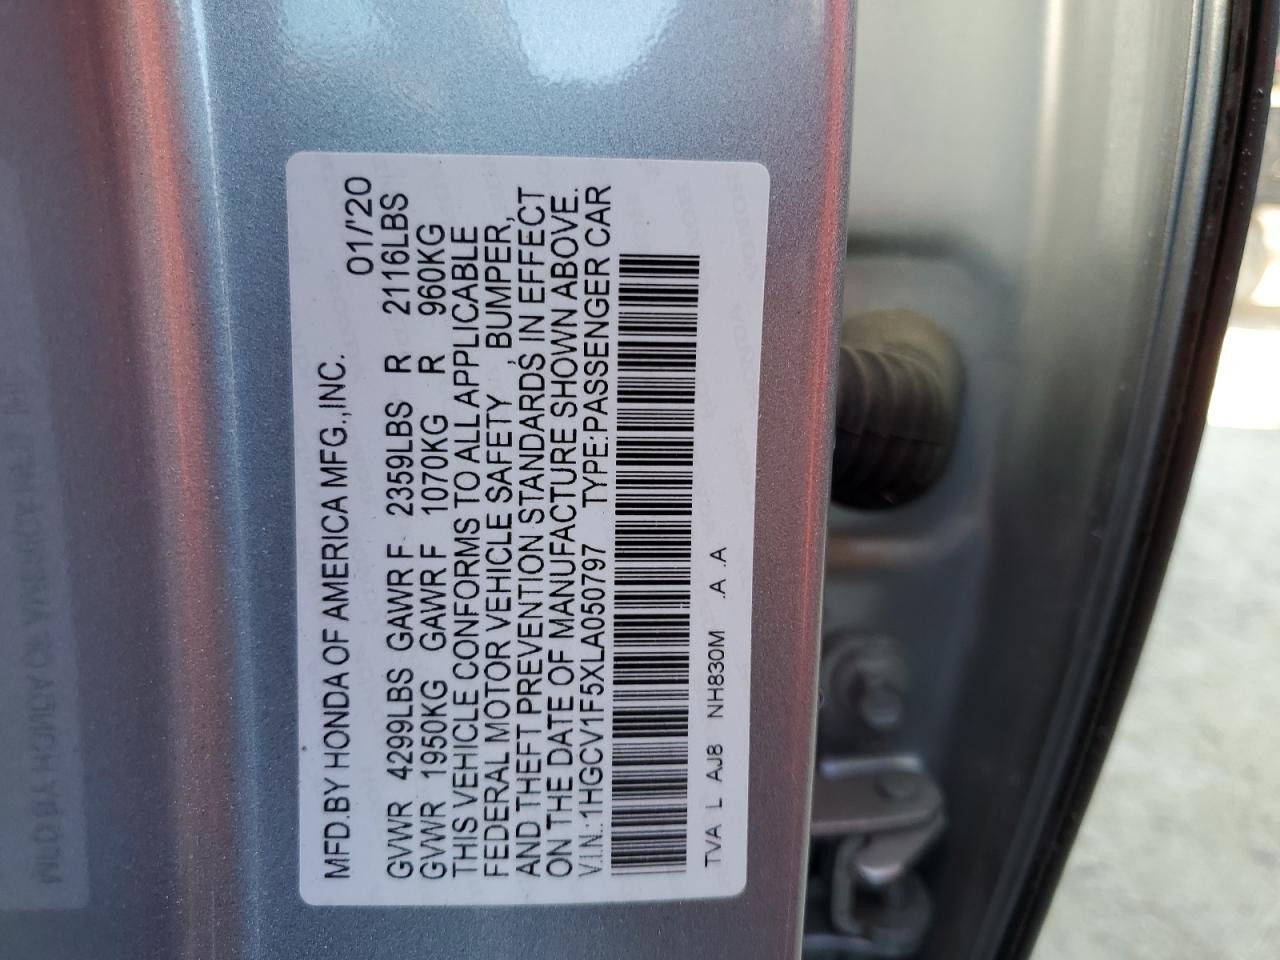 MFD.BY HONDA OF AMERICA MFG.,INC. 01/'20
GVWR 4299LBS GAWR F 2359LBS R 2116LBS
GVWR 1950KG GAWR F 1070KG R 960KG
THIS VEHICLE CONFORMS TO ALL APPLICABLE
FEDERAL MOTOR VEHICLE SAFETY , BUMPER,
AND THEFT PREVENTION STANDARDS IN EFFECT
ON THE DATE OF MANUFACTURE SHOWN ABOVE.
V.I.N.:1HGCV1F5XLA050797 TYPE:PASSENGER CAR
TVA L AJ8 NH830M .A .A